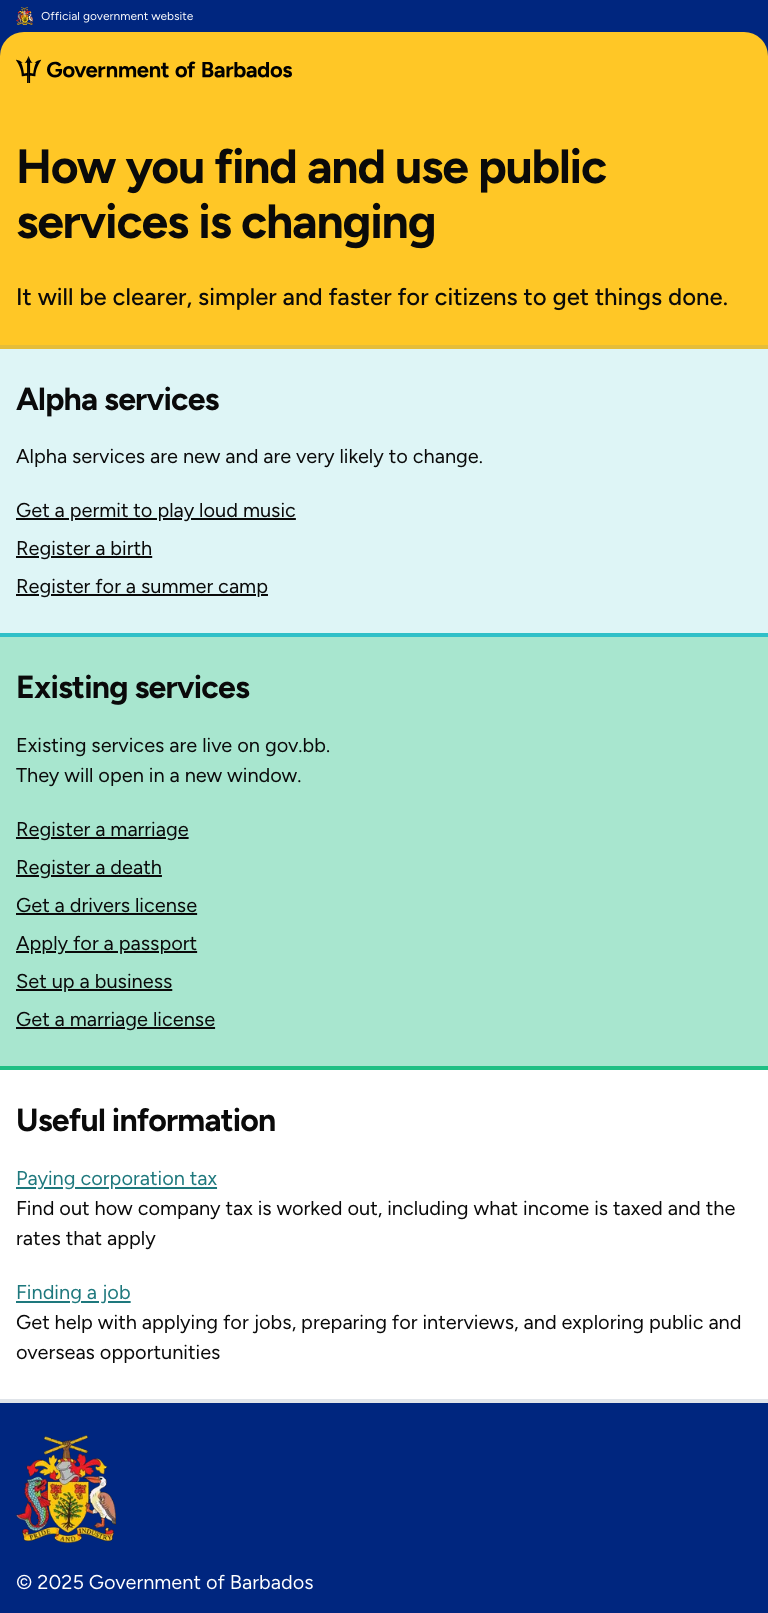 Official government website
Government of Barbados
How you find and use public
services is changing
It will be clearer, simpler and faster for citizens to get things done.
Alpha services
Alpha services are new and are very likely to change.
Get a permit to play loud music
Register a birth
Register for a summer camp
Existing services
Existing services are live on gov.bb.
They will open in a new window.
Register a marriage
Register a death
Get a drivers license
Apply for a passport
Set up a business
Get a marriage license
Useful information
Paying corporation tax
Find out how company tax is worked out, including what income is taxed and the
rates that apply
Finding a job
Get help with applying for jobs, preparing for interviews, and exploring public and
overseas opportunities
PRIDE AND INDUSTRY
© 2025 Government of Barbados